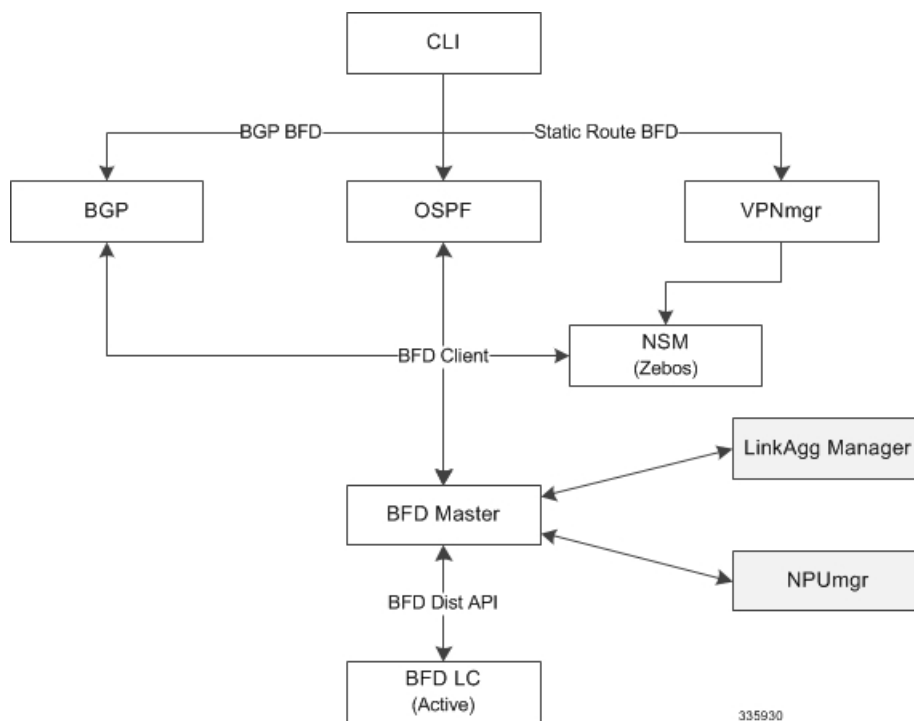 CLI
BGP BFD
Static Route BFD
BGP
OSPF
VPNmgr
BFD Client
NSM
(Zebos)
LinkAgg Manager
BFD Master
NPUmgr
BFD Dist API
BFD LC
(Active)
335930